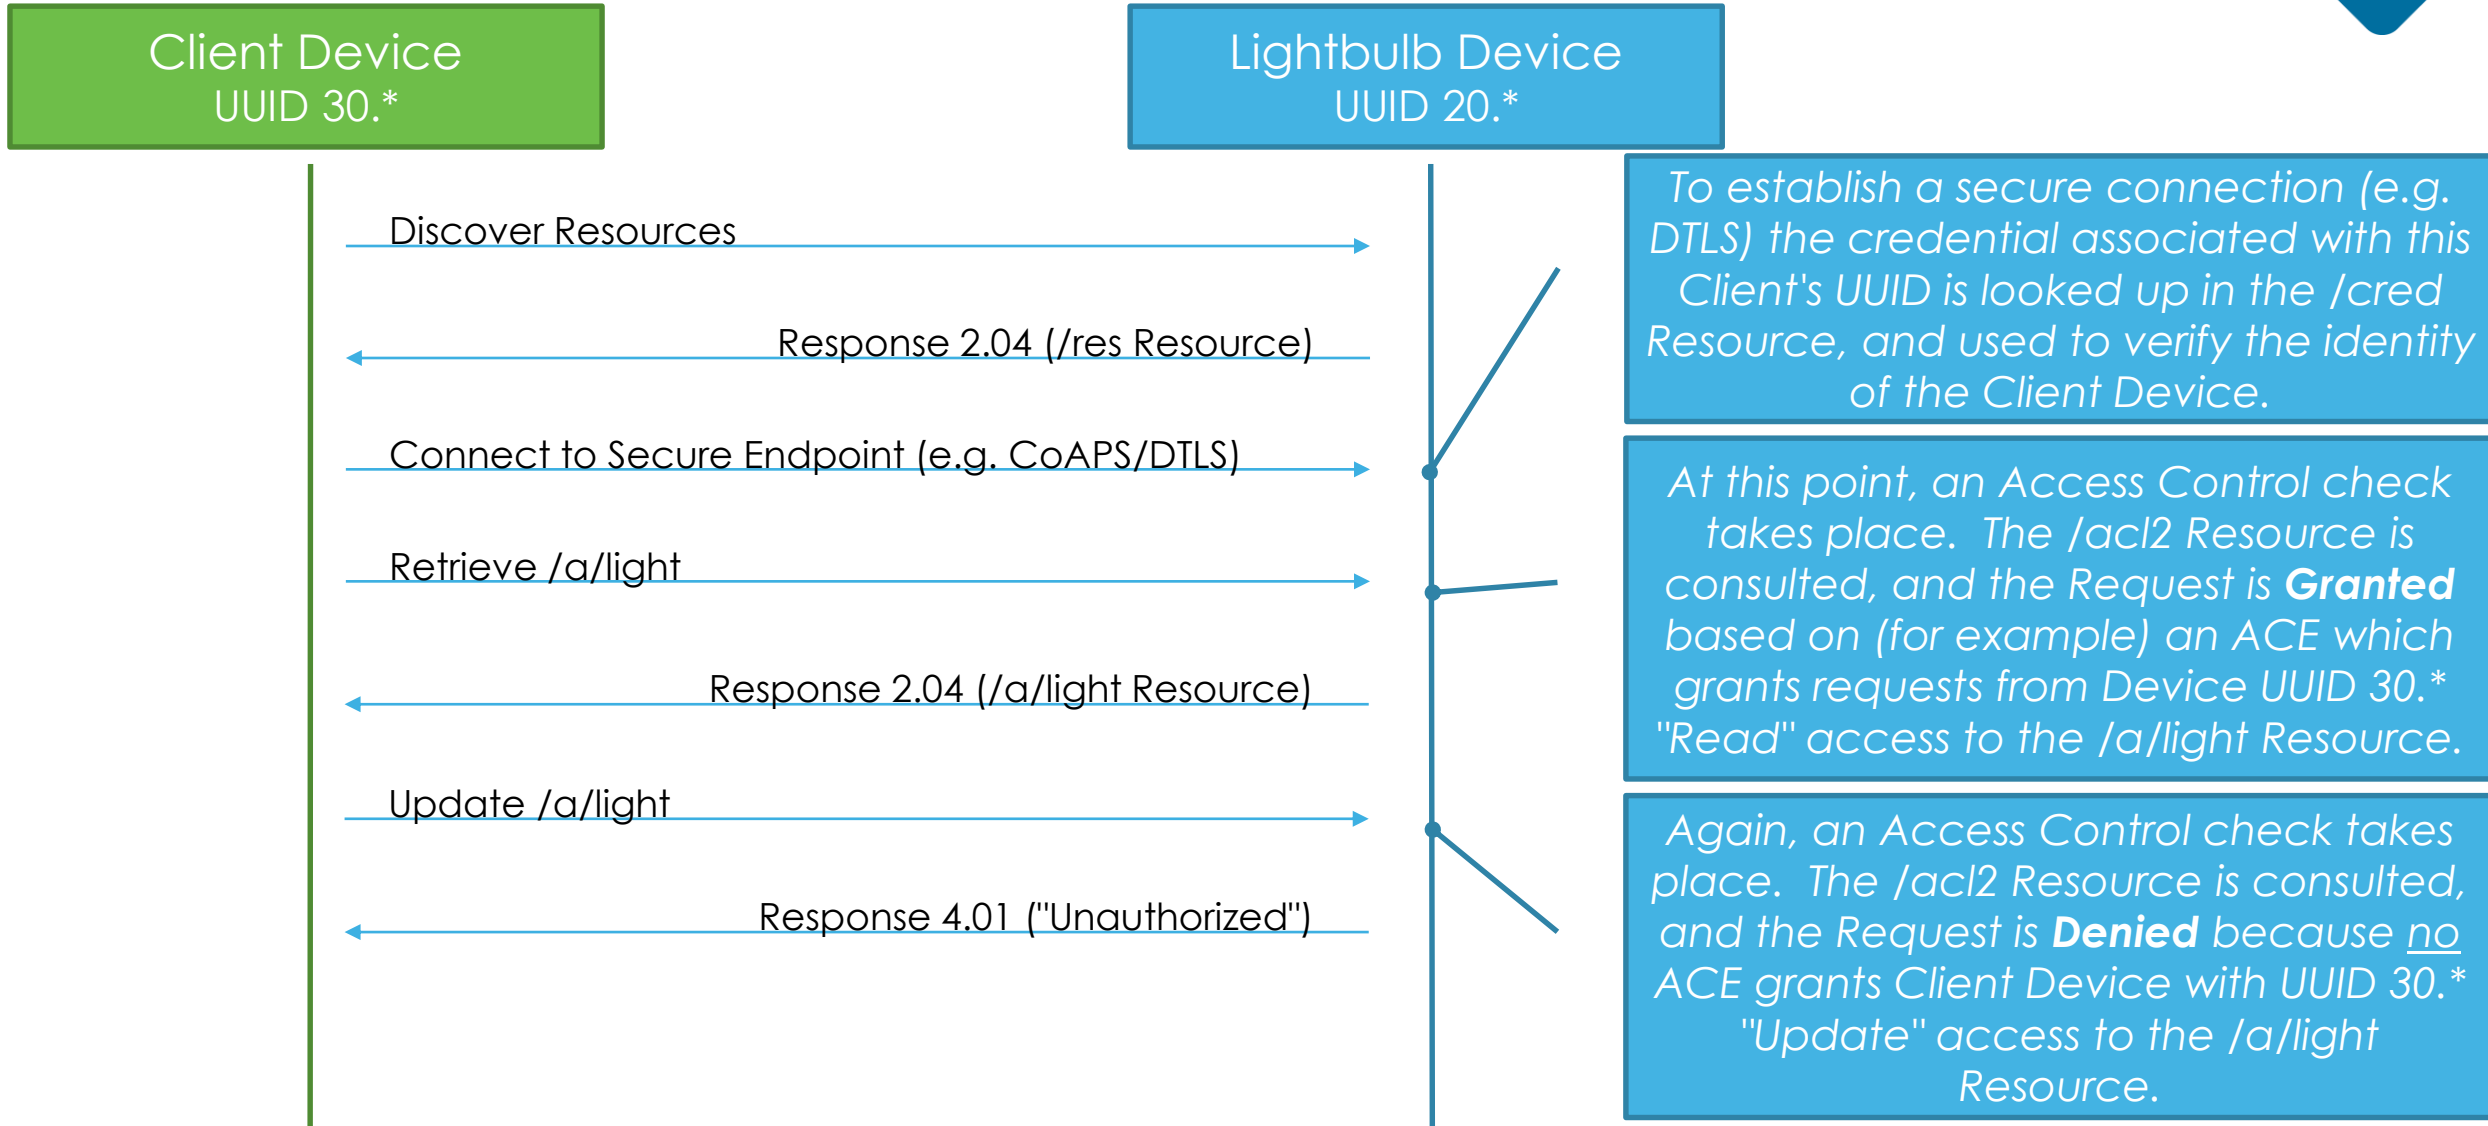 Client Device
UUID 30.*
Lightbulb Device
UUID 20.*
Discover Resources
Response 2.04 (/res Resource)
Connect to Secure Endpoint (e.g. CoAPS/DTLS)
Retrieve /a/light
Response 2.04 (/a/light Resource)
Update /a/light
Response 4.01 ("Unauthorized")
To establish a secure connection (e.g.
DTLS) the credential associated with this
Client's UUID is looked up in the /cred
Resource, and used to verify the identity
of the Client Device.
At this point, an Access Control check
takes place.  The /acl2 Resource is
consulted, and the Request is Granted
based on (for example) an ACE which
grants requests from Device UUID 30.*
"Read" access to the /a/light Resource.
Again, an Access Control check takes
place.  The /acl2 Resource is consulted,
and the Request is Denied because no
ACE grants Client Device with UUID 30.*
"Update" access to the /a/light
Resource.